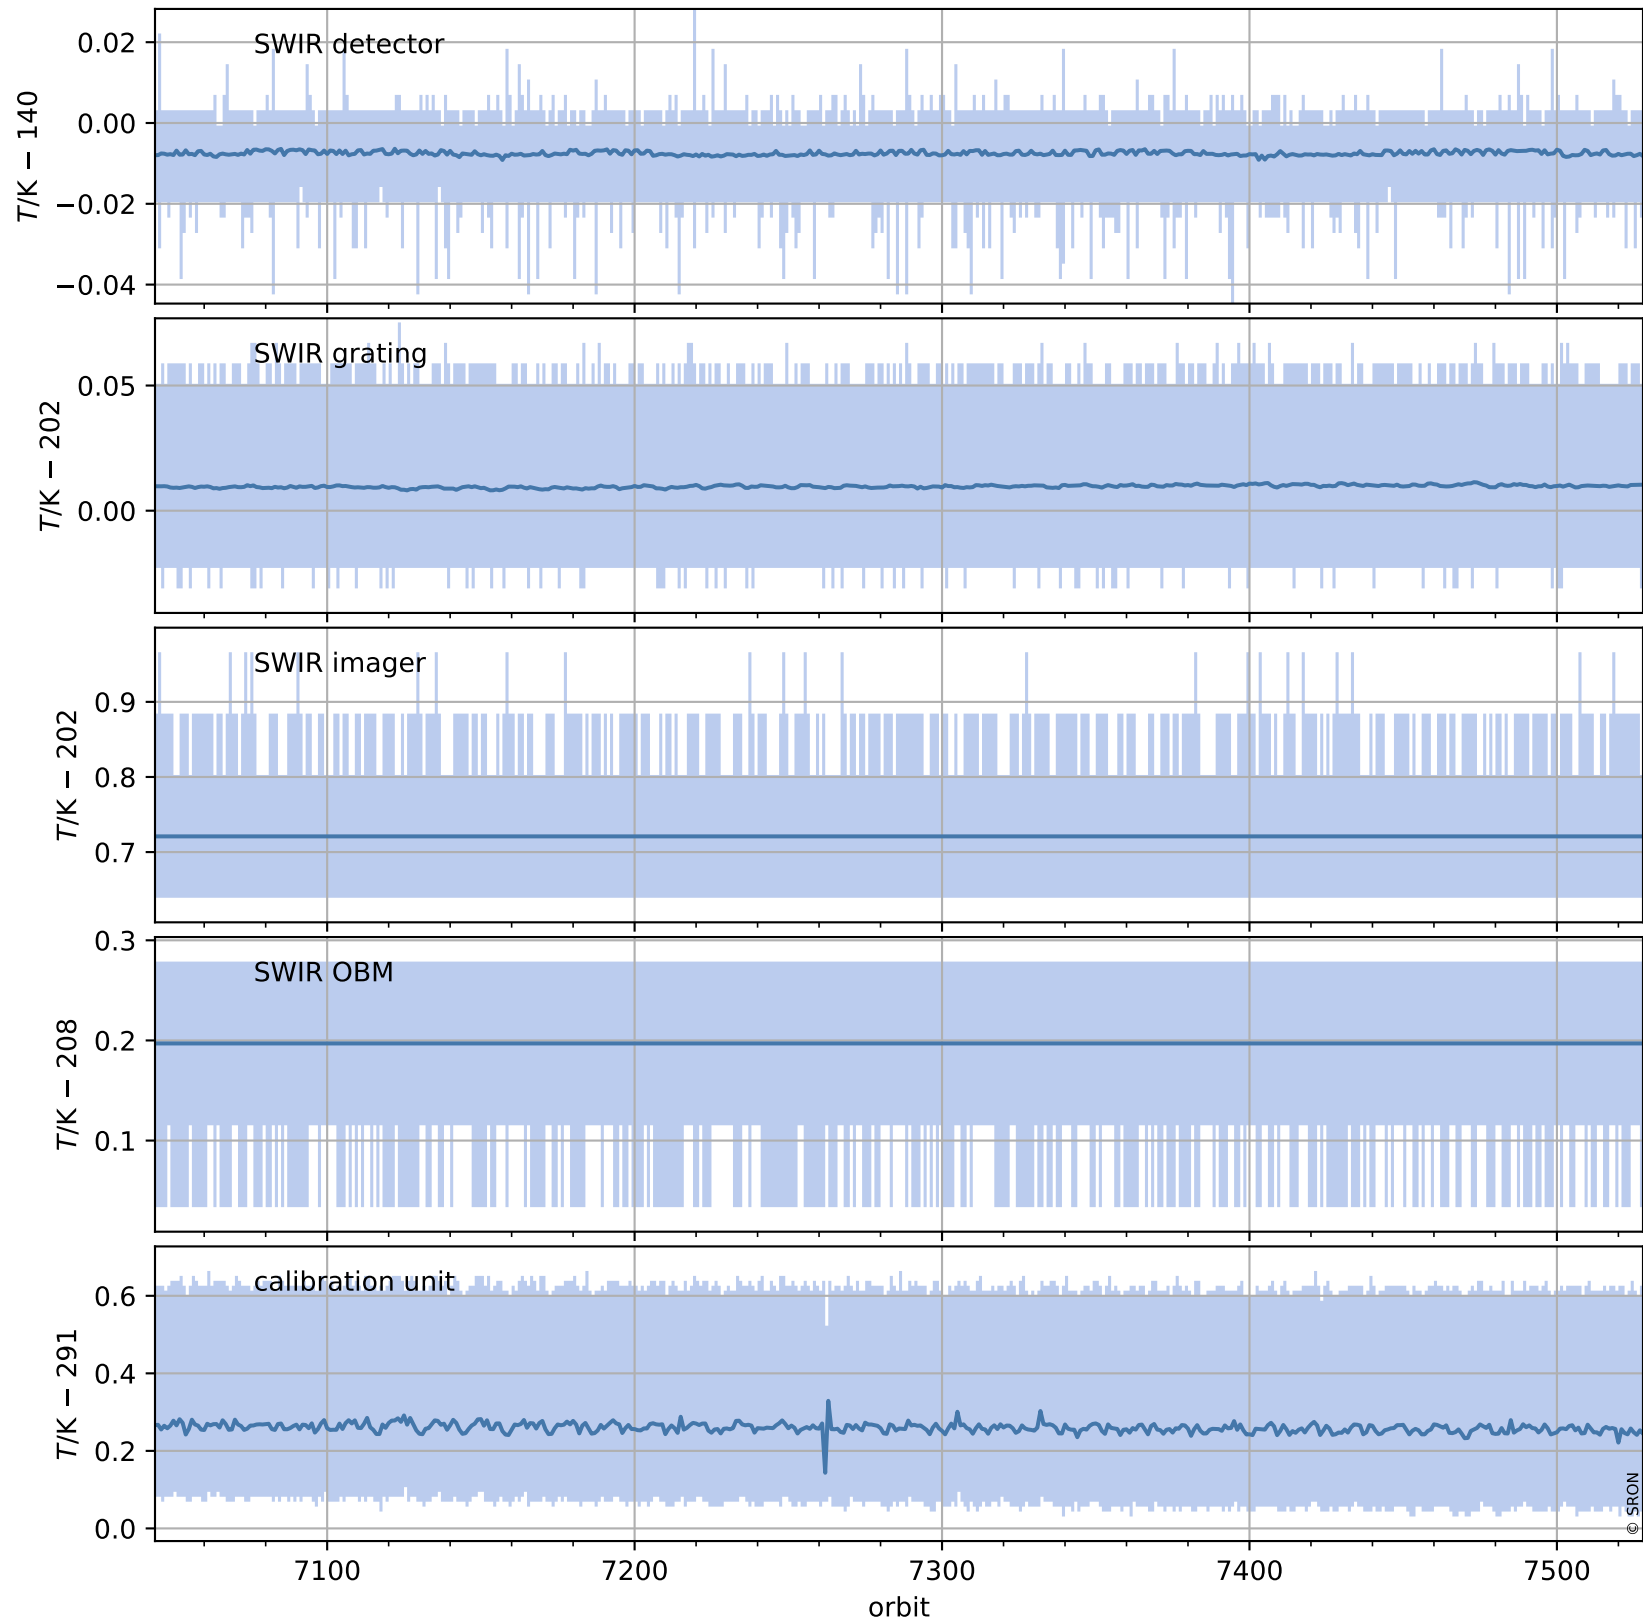 SWIR detector
0.02
0.00
−0.02
−0.04
T/K − 140
SWIR grating
0.05
0.00
T/K − 202
SWIR imager
0.9
0.8
0.7
T/K − 202
SWIR OBM
0.3
0.2
0.1
T/K − 208
calibration unit
0.6
0.4
0.2
0.0
T/K − 291
© SRON
7100 7200 7300 7400 7500
orbit